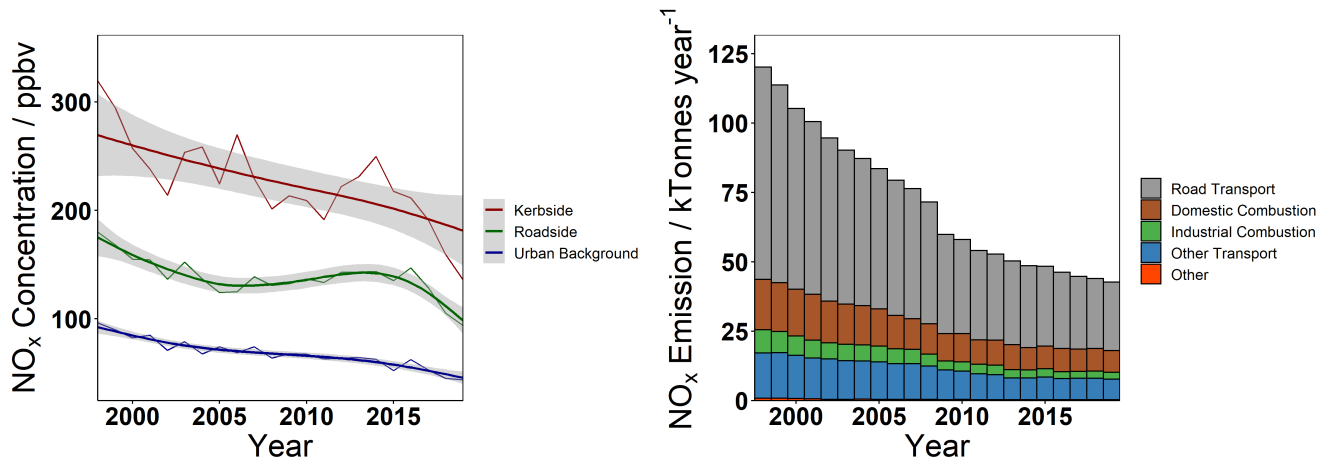 NOₓ Concentration / ppbv
300
200
100
2000
2005
2010
2015
Year
Kerbside
Roadside
Urban Background
NOₓ Emission / kTonnes year⁻¹
125
100
75
50
25
0
2000
2005
2010
2015
Year
Road Transport
Domestic Combustion
Industrial Combustion
Other Transport
Other